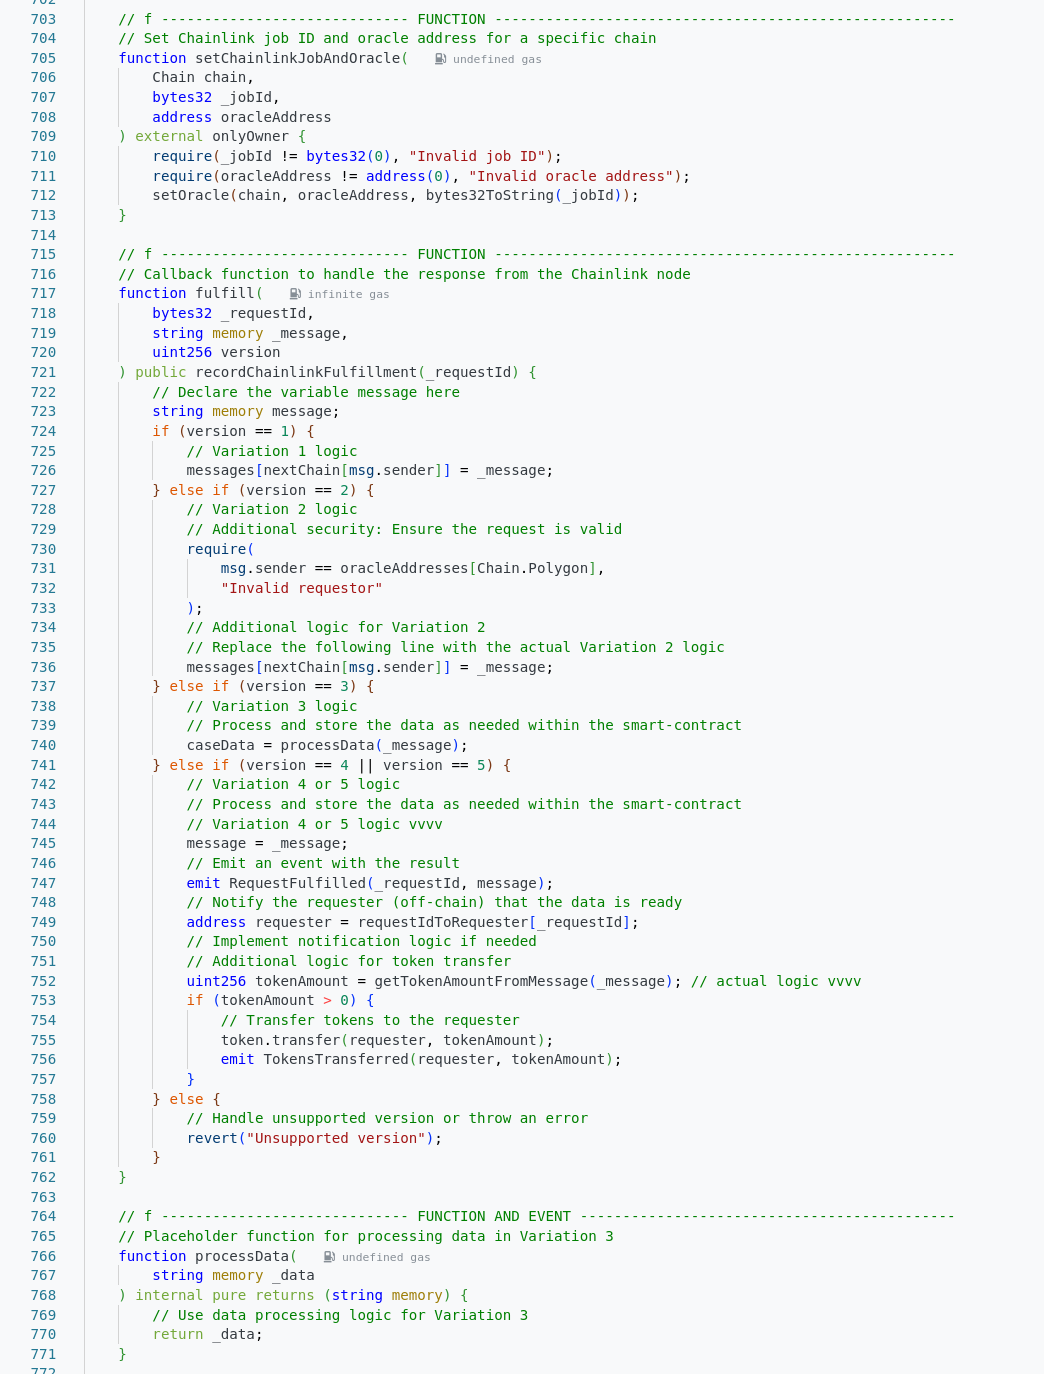 702
703 // f ----------------------------- FUNCTION ------------------------------------------------------
704 // Set Chainlink job ID and oracle address for a specific chain
705 function setChainlinkJobAndOracle( undefined gas
706 Chain chain,
707 bytes32 _jobId,
708 address oracleAddress
709 ) external onlyOwner {
710 require(_jobId != bytes32(0), "Invalid job ID");
711 require(oracleAddress != address(0), "Invalid oracle address");
712 setOracle(chain, oracleAddress, bytes32ToString(_jobId));
713 }
714
715 // f ----------------------------- FUNCTION ------------------------------------------------------
716 // Callback function to handle the response from the Chainlink node
717 function fulfill( infinite gas
718 bytes32 _requestId,
719 string memory _message,
720 uint256 version
721 ) public recordChainlinkFulfillment(_requestId) {
722 // Declare the variable message here
723 string memory message;
724 if (version == 1) {
725 // Variation 1 logic
726 messages[nextChain[msg.sender]] = _message;
727 } else if (version == 2) {
728 // Variation 2 logic
729 // Additional security: Ensure the request is valid
730 require(
731 msg.sender == oracleAddresses[Chain.Polygon],
732 "Invalid requestor"
733 );
734 // Additional logic for Variation 2
735 // Replace the following line with the actual Variation 2 logic
736 messages[nextChain[msg.sender]] = _message;
737 } else if (version == 3) {
738 // Variation 3 logic
739 // Process and store the data as needed within the smart-contract
740 caseData = processData(_message);
741 } else if (version == 4 || version == 5) {
742 // Variation 4 or 5 logic
743 // Process and store the data as needed within the smart-contract
744 // Variation 4 or 5 logic vvvv
745 message = _message;
746 // Emit an event with the result
747 emit RequestFulfilled(_requestId, message);
748 // Notify the requester (off-chain) that the data is ready
749 address requester = requestIdToRequester[_requestId];
750 // Implement notification logic if needed
751 // Additional logic for token transfer
752 uint256 tokenAmount = getTokenAmountFromMessage(_message); // actual logic vvvv
753 if (tokenAmount > 0) {
754 // Transfer tokens to the requester
755 token.transfer(requester, tokenAmount);
756 emit TokensTransferred(requester, tokenAmount);
757 }
758 } else {
759 // Handle unsupported version or throw an error
760 revert("Unsupported version");
761 }
762 }
763
764 // f ----------------------------- FUNCTION AND EVENT --------------------------------------------
765 // Placeholder function for processing data in Variation 3
766 function processData( undefined gas
767 string memory _data
768 ) internal pure returns (string memory) {
769 // Use data processing logic for Variation 3
770 return _data;
771 }
772